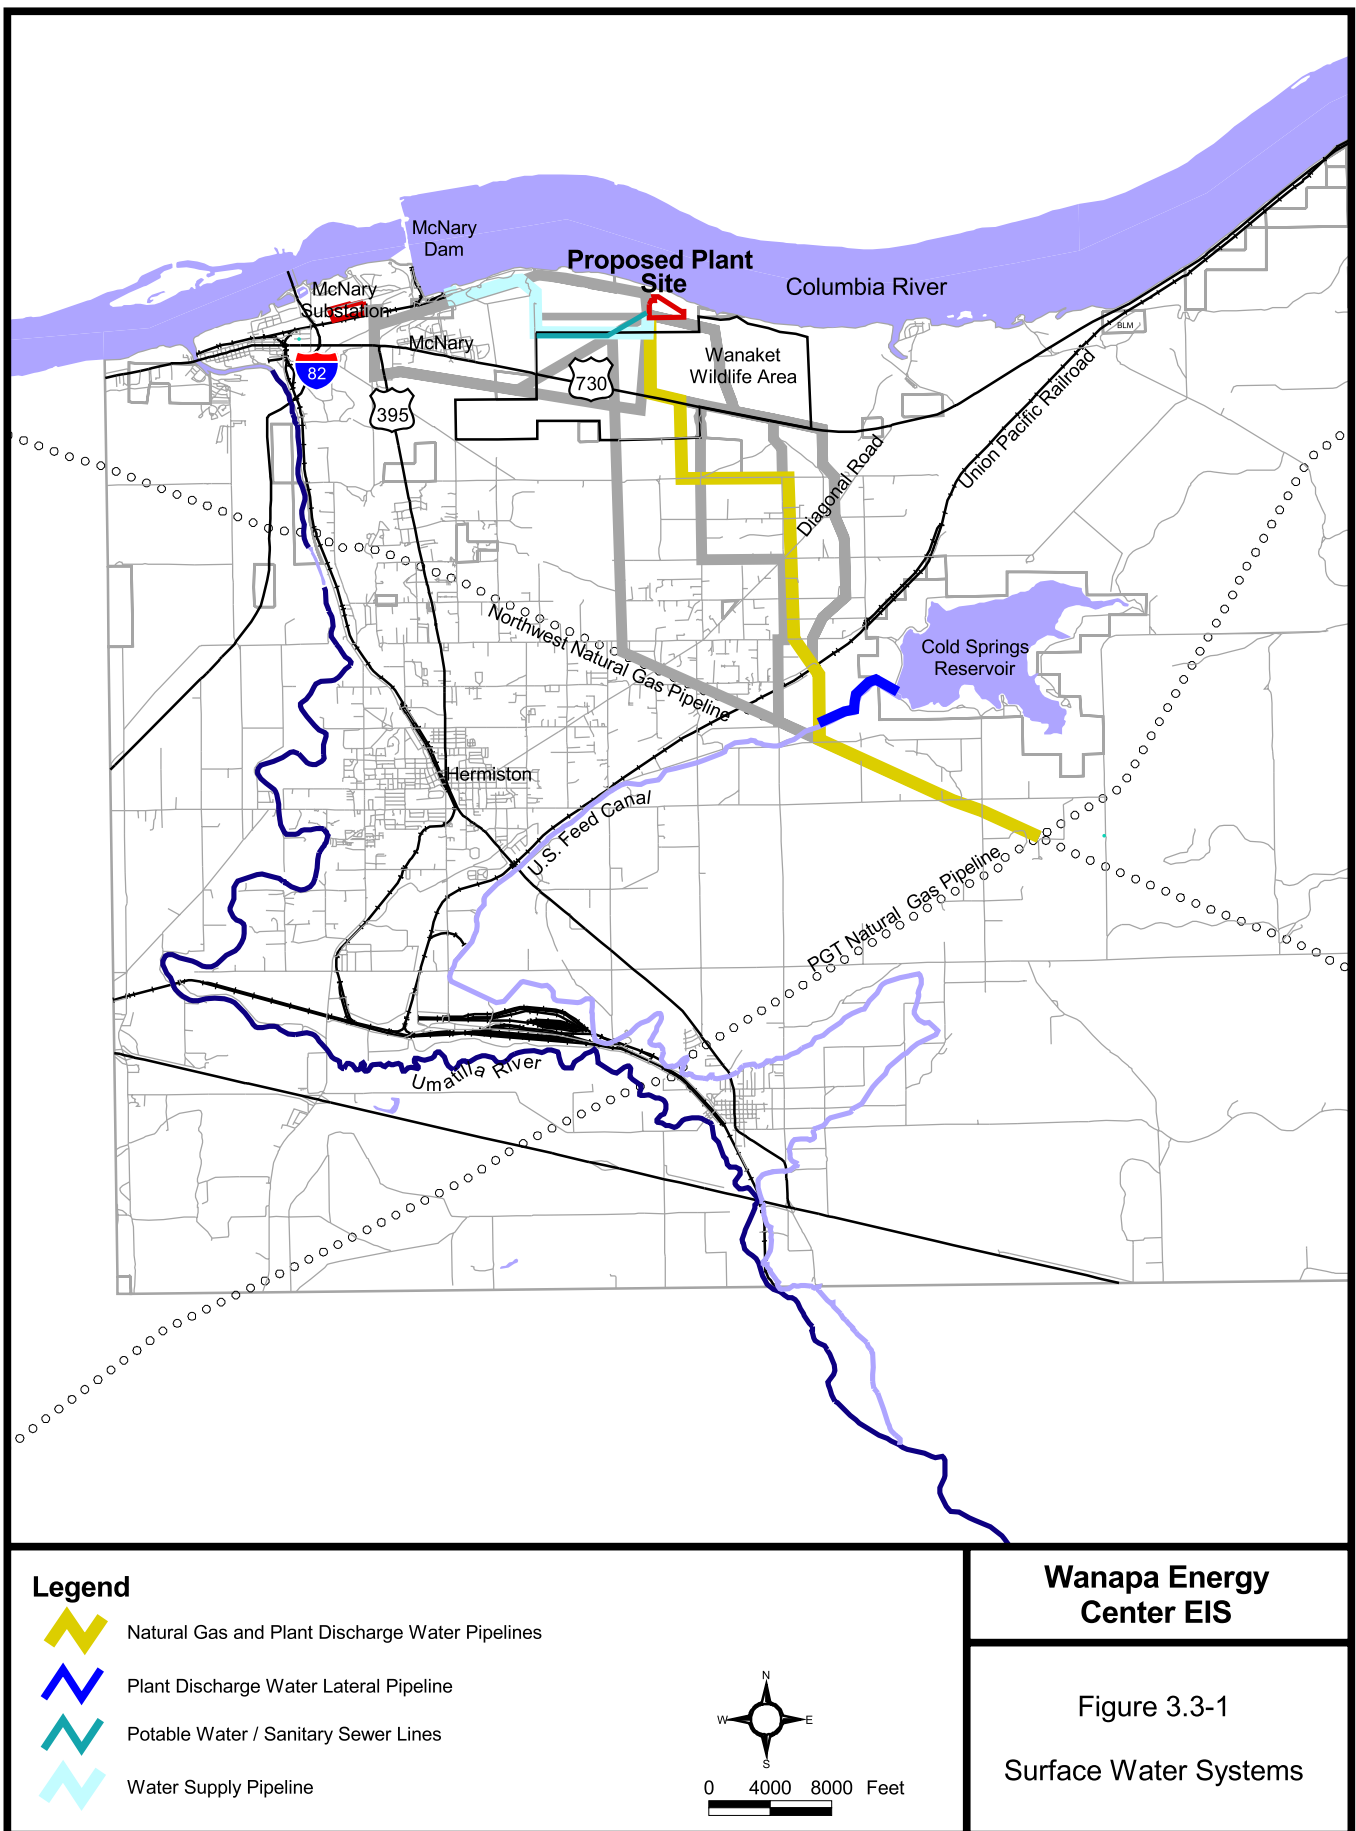 McNary
Dam
Proposed Plant
Site
Columbia River
McNary
Substation
McNary
82
395
730
Wanaket
Wildlife Area
BLM
Union Pacific Railroad
Diagonal Road
Northwest Natural Gas Pipeline
Cold Springs
Reservoir
Hermiston
U.S. Feed Canal
PGT Natural Gas Pipeline
Umatilla River
Legend
Natural Gas and Plant Discharge Water Pipelines
Plant Discharge Water Lateral Pipeline
Potable Water / Sanitary Sewer Lines
Water Supply Pipeline
N
W E
S
0 4000 8000 Feet
Wanapa Energy
Center EIS
Figure 3.3-1
Surface Water Systems